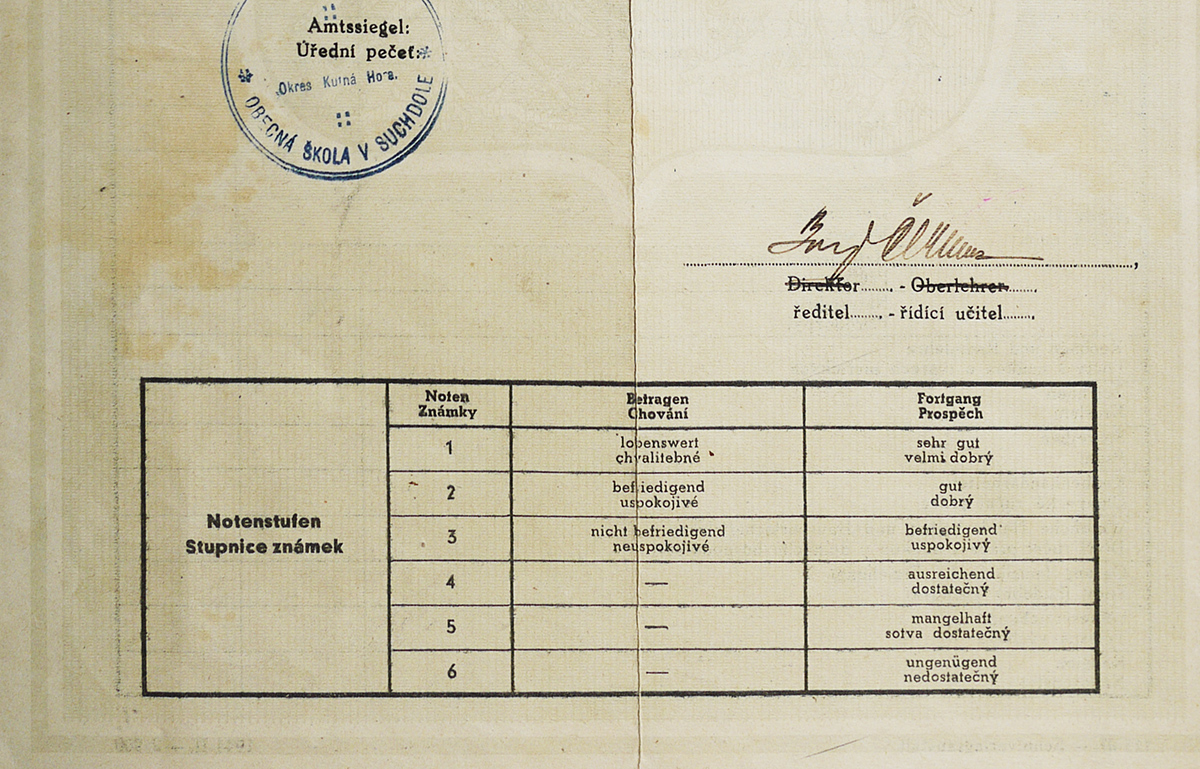 Amtssiegel:
Úřední pečeť:
Okres Kutná Hora.
OBECNÁ ŠKOLA V SUCHDOLE
Direktor........, - Oberlehrer........,
ředitel........, - řídící učitel........,
Notenstufen
Stupnice známek
Noten
Známky
Betragen
Chování
Fortgang
Prospěch
1
lobenswert
chvalitebné
sehr gut
velmi dobrý
2
befriedigend
uspokojivé
gut
dobrý
3
nicht befriedigend
neuspokojivé
befriedigend
uspokojivý
4
—
ausreichend
dostatečný
5
—
mangelhaft
sotva dostatečný
6
—
ungenügend
nedostatečný